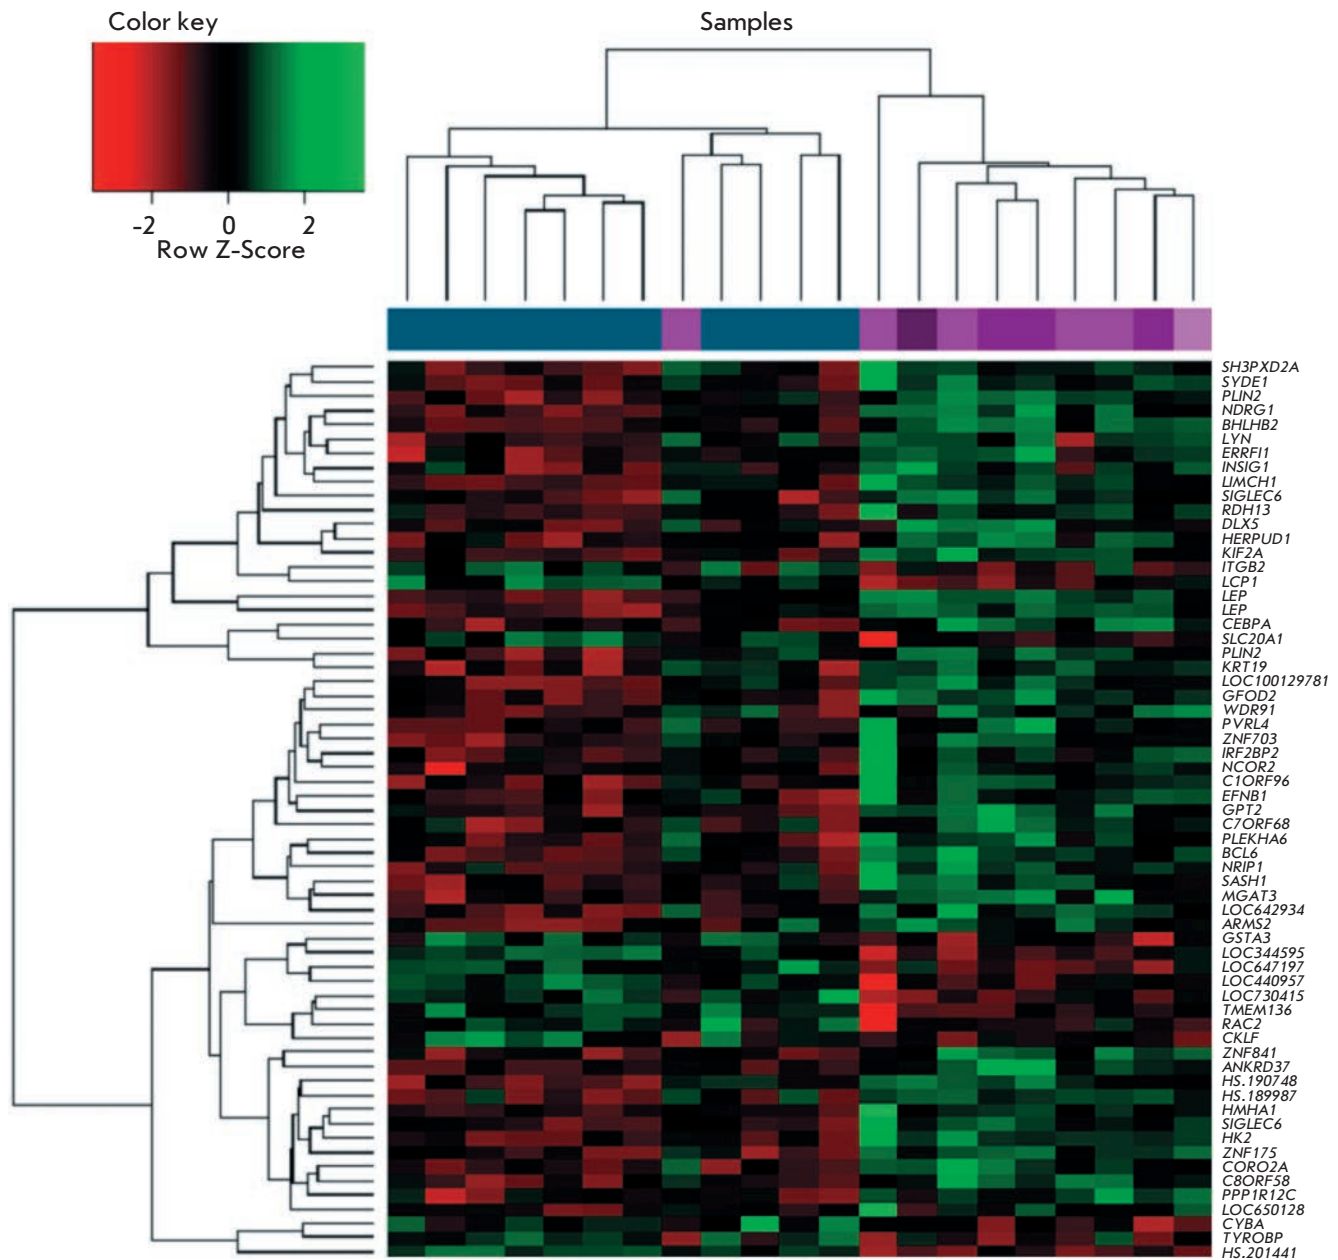 Color key
Samples
-2 0 2
Row Z-Score
SH3PXD2A
SYDE1
PLIN2
NDRG1
BHLHB2
LYN
ERRFI1
INSIG1
LIMCH1
SIGLEC6
RDH13
DLX5
HERPUD1
KIF2A
ITGB2
LCP1
LEP
LEP
CEBPA
SLC20A1
PLIN2
KRT19
LOC100129781
GFOD2
WDR91
PVRL4
ZNF703
IRF2BP2
NCOR2
C1ORF96
EFNB1
GPT2
C7ORF68
PLEKHA6
BCL6
NRIP1
SASH1
MGAT3
LOC642934
ARMS2
GSTA3
LOC344595
LOC647197
LOC440957
LOC730415
TMEM136
RAC2
CKLF
ZNF841
ANKRD37
HS.190748
HS.189987
HMHA1
SIGLEC6
HK2
ZNF175
CORO2A
C8ORF58
PPP1R12C
LOC650128
CYBA
TYROBP
HS.201441